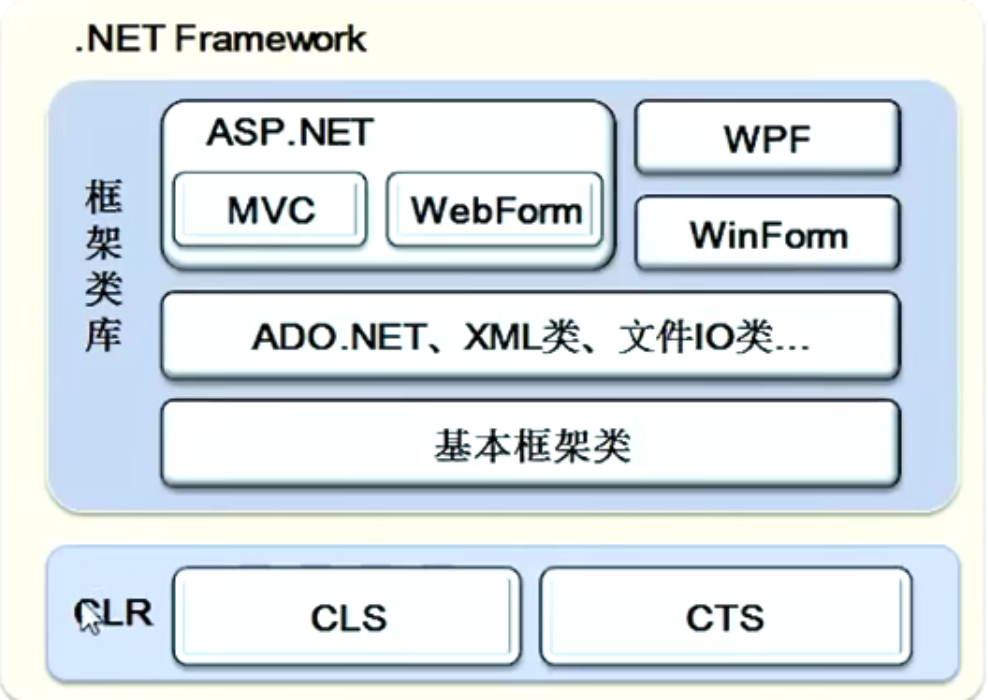 .NET Framework
框架类库
ASP.NET
MVC
WebForm
WPF
WinForm
ADO.NET、XML类、文件IO类...
基本框架类
CLR
CLS
CTS